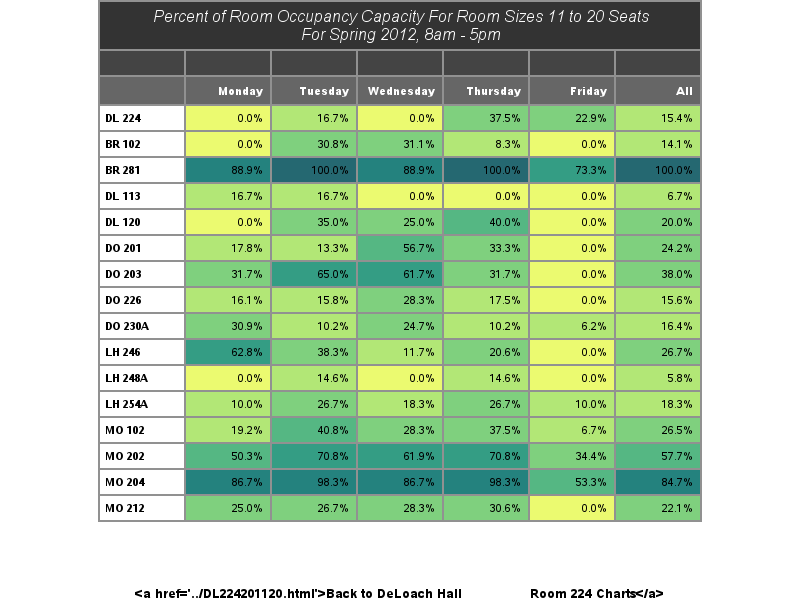 Percent of Room Occupancy Capacity For Room Sizes 11 to 20 Seats
For Spring 2012, 8am - 5pm
Monday Tuesday Wednesday Thursday Friday All
DL 224 0.0% 16.7% 0.0% 37.5% 22.9% 15.4%
BR 102 0.0% 30.8% 31.1% 8.3% 0.0% 14.1%
BR 281 88.9% 100.0% 88.9% 100.0% 73.3% 100.0%
DL 113 16.7% 16.7% 0.0% 0.0% 0.0% 6.7%
DL 120 0.0% 35.0% 25.0% 40.0% 0.0% 20.0%
DO 201 17.8% 13.3% 56.7% 33.3% 0.0% 24.2%
DO 203 31.7% 65.0% 61.7% 31.7% 0.0% 38.0%
DO 226 16.1% 15.8% 28.3% 17.5% 0.0% 15.6%
DO 230A 30.9% 10.2% 24.7% 10.2% 6.2% 16.4%
LH 246 62.8% 38.3% 11.7% 20.6% 0.0% 26.7%
LH 248A 0.0% 14.6% 0.0% 14.6% 0.0% 5.8%
LH 254A 10.0% 26.7% 18.3% 26.7% 10.0% 18.3%
MO 102 19.2% 40.8% 28.3% 37.5% 6.7% 26.5%
MO 202 50.3% 70.8% 61.9% 70.8% 34.4% 57.7%
MO 204 86.7% 98.3% 86.7% 98.3% 53.3% 84.7%
MO 212 25.0% 26.7% 28.3% 30.6% 0.0% 22.1%
<a href='../DL224201120.html'>Back to DeLoach Hall Room 224 Charts</a>